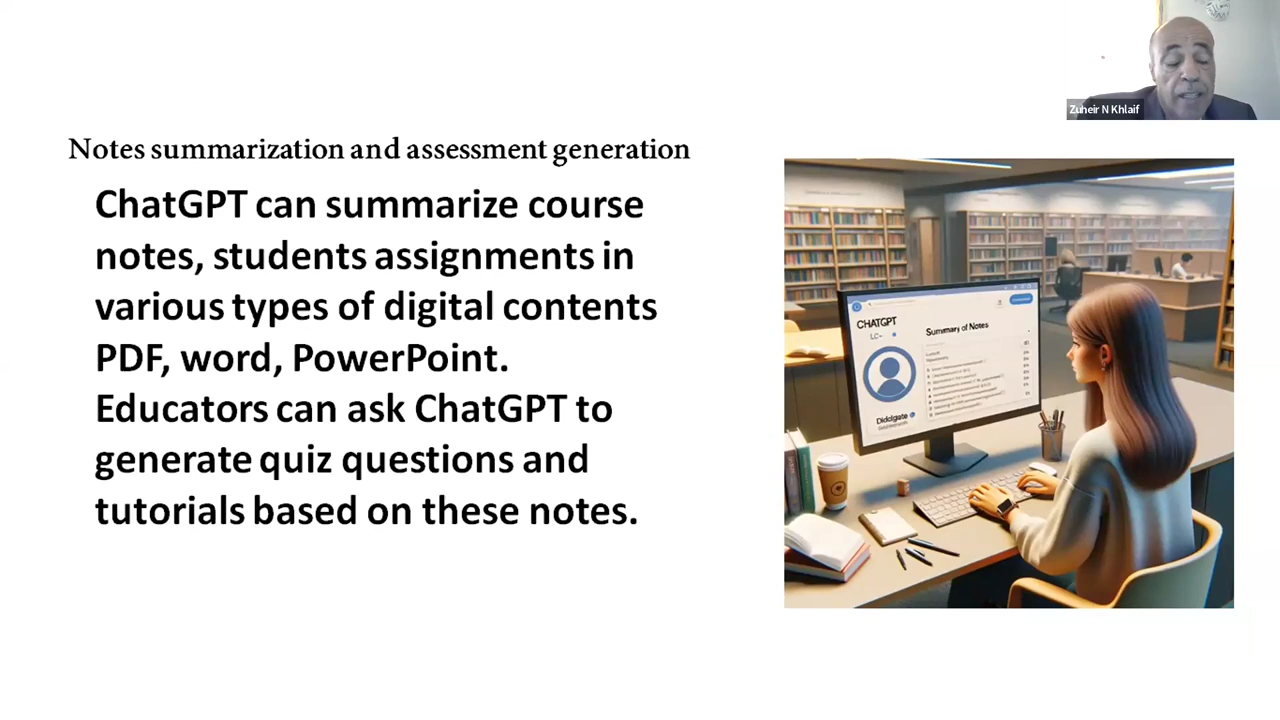 Zuheir N Khlaif
Notes summarization and assessment generation
ChatGPT can summarize course
notes, students assignments in
various types of digital contents
PDF, word, PowerPoint.
Educators can ask ChatGPT to
generate quiz questions and
tutorials based on these notes.
CHATGPT
Summary of Notes